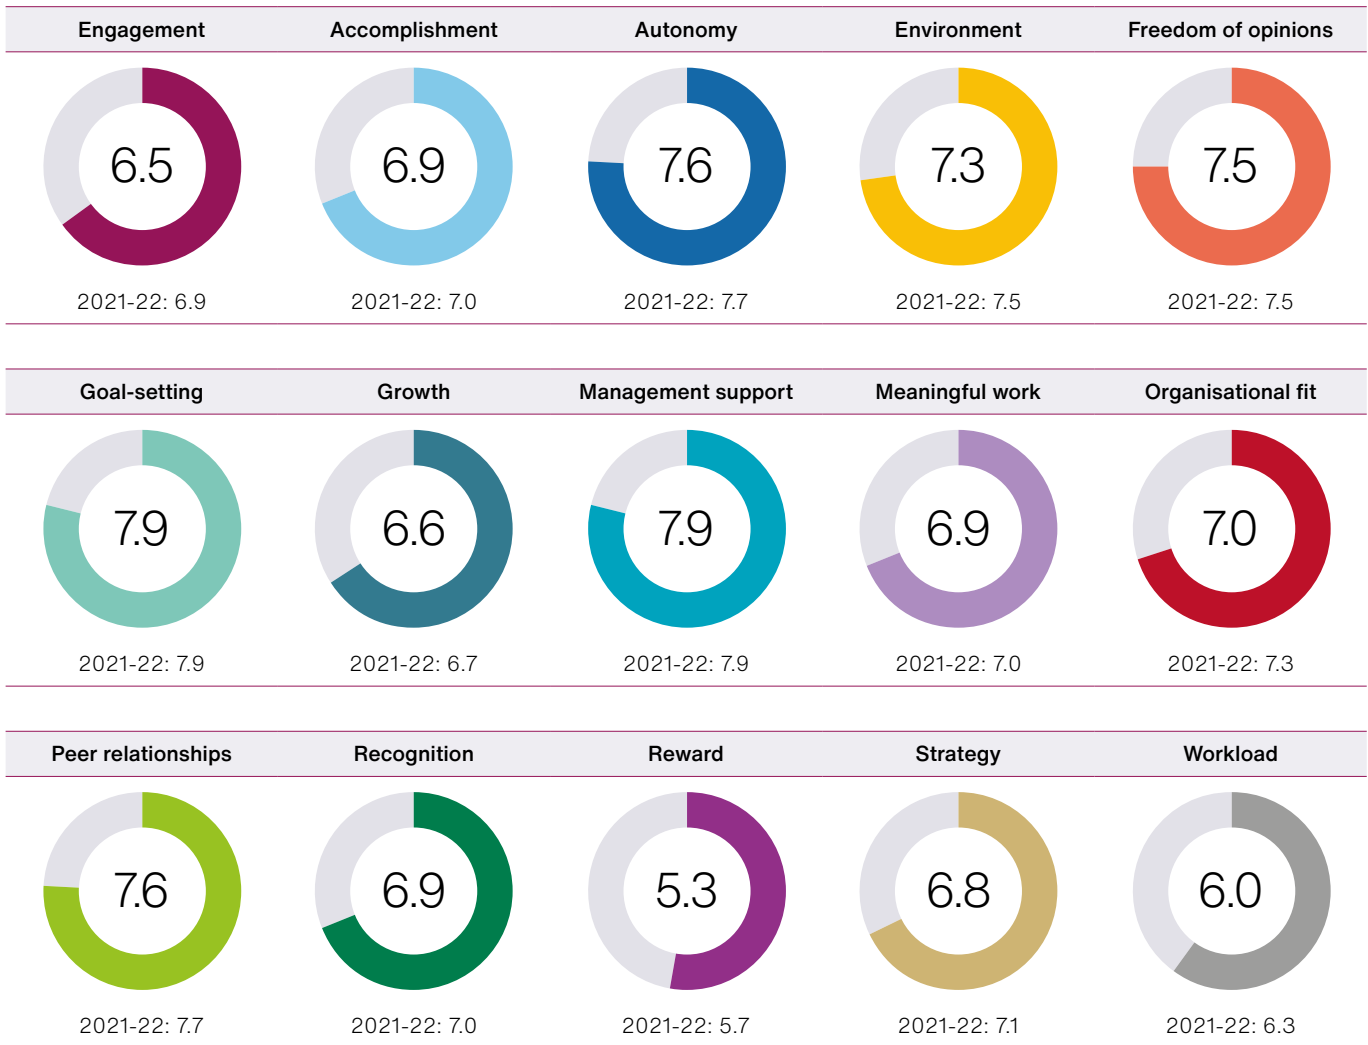 Engagement Accomplishment Autonomy Environment Freedom of opinions
6.5 6.9 7.6 7.3 7.5
2021-22: 6.9 2021-22: 7.0 2021-22: 7.7 2021-22: 7.5 2021-22: 7.5
Goal-setting Growth Management support Meaningful work Organisational fit
7.9 6.6 7.9 6.9 7.0
2021-22: 7.9 2021-22: 6.7 2021-22: 7.9 2021-22: 7.0 2021-22: 7.3
Peer relationships Recognition Reward Strategy Workload
7.6 6.9 5.3 6.8 6.0
2021-22: 7.7 2021-22: 7.0 2021-22: 5.7 2021-22: 7.1 2021-22: 6.3